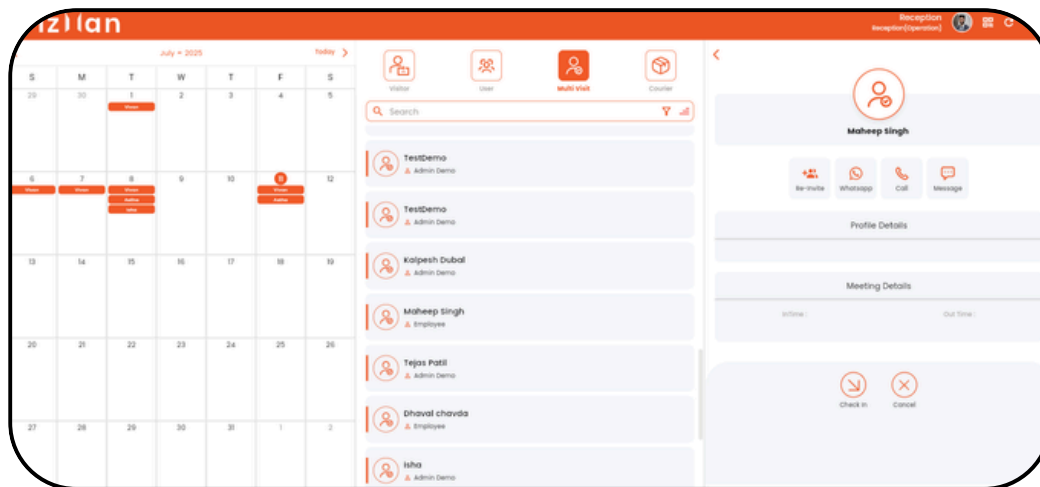 Reception
Reception(Operation)
July - 2025
Today
S M T W T F S
29 30 1 2 3 4 5
6 7 8 9 10 11 12
13 14 15 16 17 18 19
20 21 22 23 24 25 26
27 28 29 30 31 1 2
Visitor
User
Multi Visit
Courier
Search
TestDemo
Admin Demo
TestDemo
Admin Demo
Kalpesh Dubal
Admin Demo
Maheep Singh
Employee
Tejas Patil
Admin Demo
Dhaval chavda
Employee
Isha
Admin Demo
Maheep Singh
Re-Invite
Whatsapp
Call
Message
Profile Details
Meeting Details
InTime :
Out Time :
Check In
Cancel